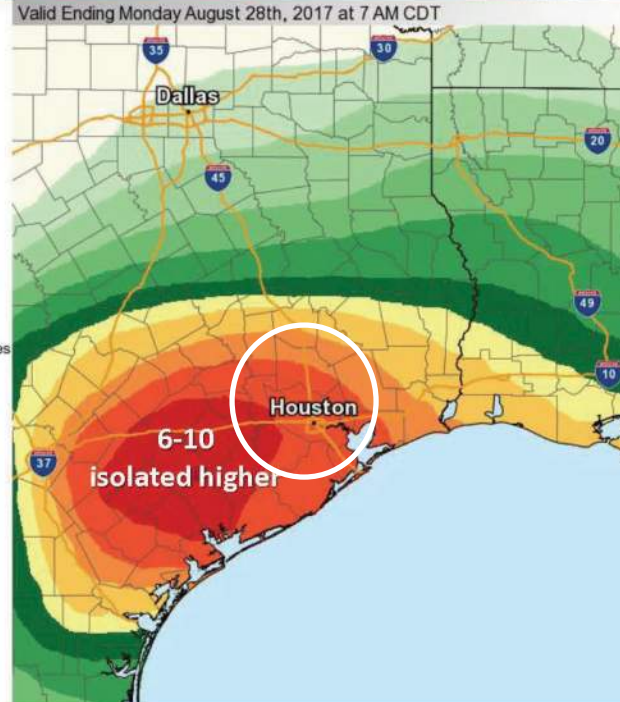 Valid Ending Monday August 28th, 2017 at 7 AM CDT
35
30
Dallas
20
45
49
es
10
Houston
6-10
37
isolated higher